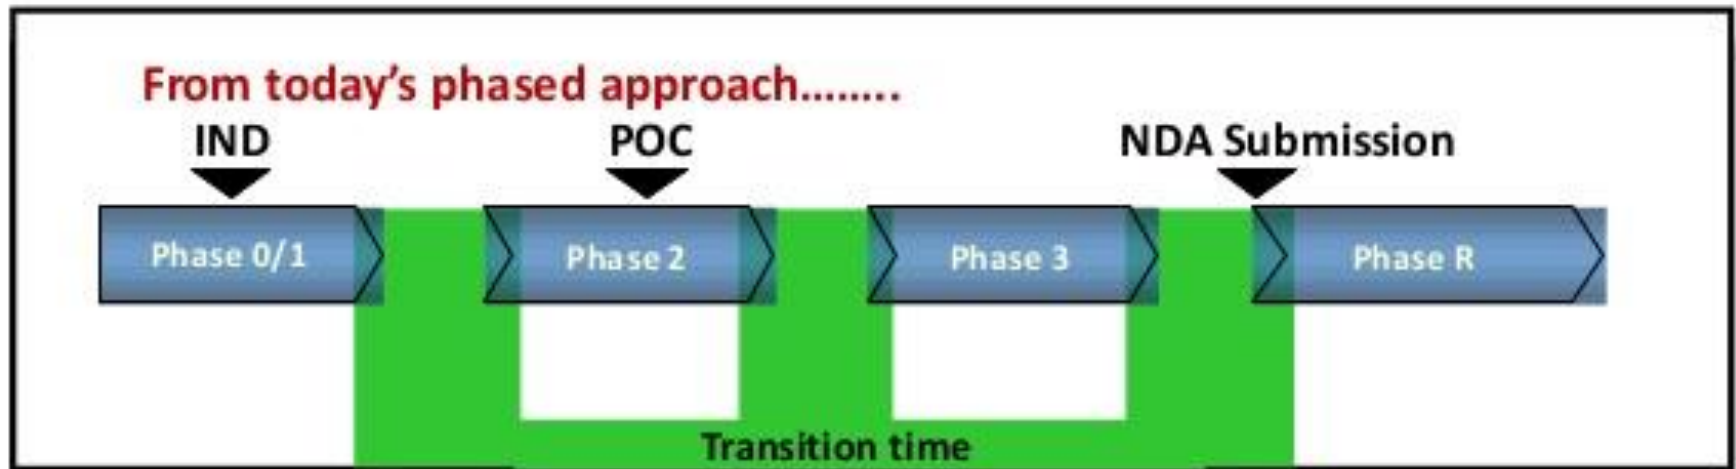 From today's phased approach........
IND POC NDA Submission
Phase 0/1 Phase 2 Phase 3 Phase R
Transition time